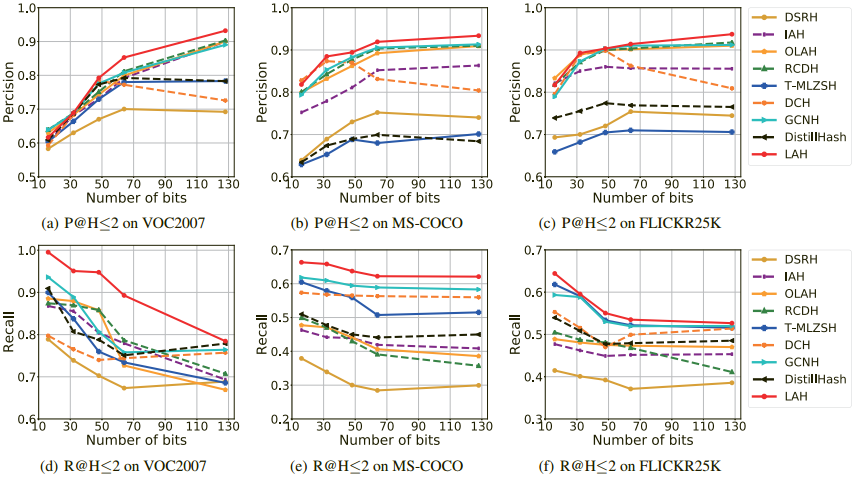 Percision
0.9
0.8
0.7
0.6
0.5
10 30 50 70 90 110 130
Number of bits
(a) P@H≤2 on VOC2007
Percision
1.0
0.9
0.8
0.7
0.6
10 30 50 70 90 110 130
Number of bits
(b) P@H≤2 on MS-COCO
Percision
1.0
0.9
0.8
0.7
0.6
10 30 50 70 90 110 130
Number of bits
(c) P@H≤2 on FLICKR25K
DSRH
IAH
OLAH
RCDH
T-MLZSH
DCH
GCNH
DistillHash
LAH
Recall
1.0
0.9
0.8
0.7
0.6
10 30 50 70 90 110 130
Number of bits
(d) R@H≤2 on VOC2007
Recall
0.7
0.6
0.5
0.4
0.3
0.2
10 30 50 70 90 110 130
Number of bits
(e) R@H≤2 on MS-COCO
Recall
0.7
0.6
0.5
0.4
0.3
10 30 50 70 90 110 130
Number of bits
(f) R@H≤2 on FLICKR25K
DSRH
IAH
OLAH
RCDH
T-MLZSH
DCH
GCNH
DistillHash
LAH